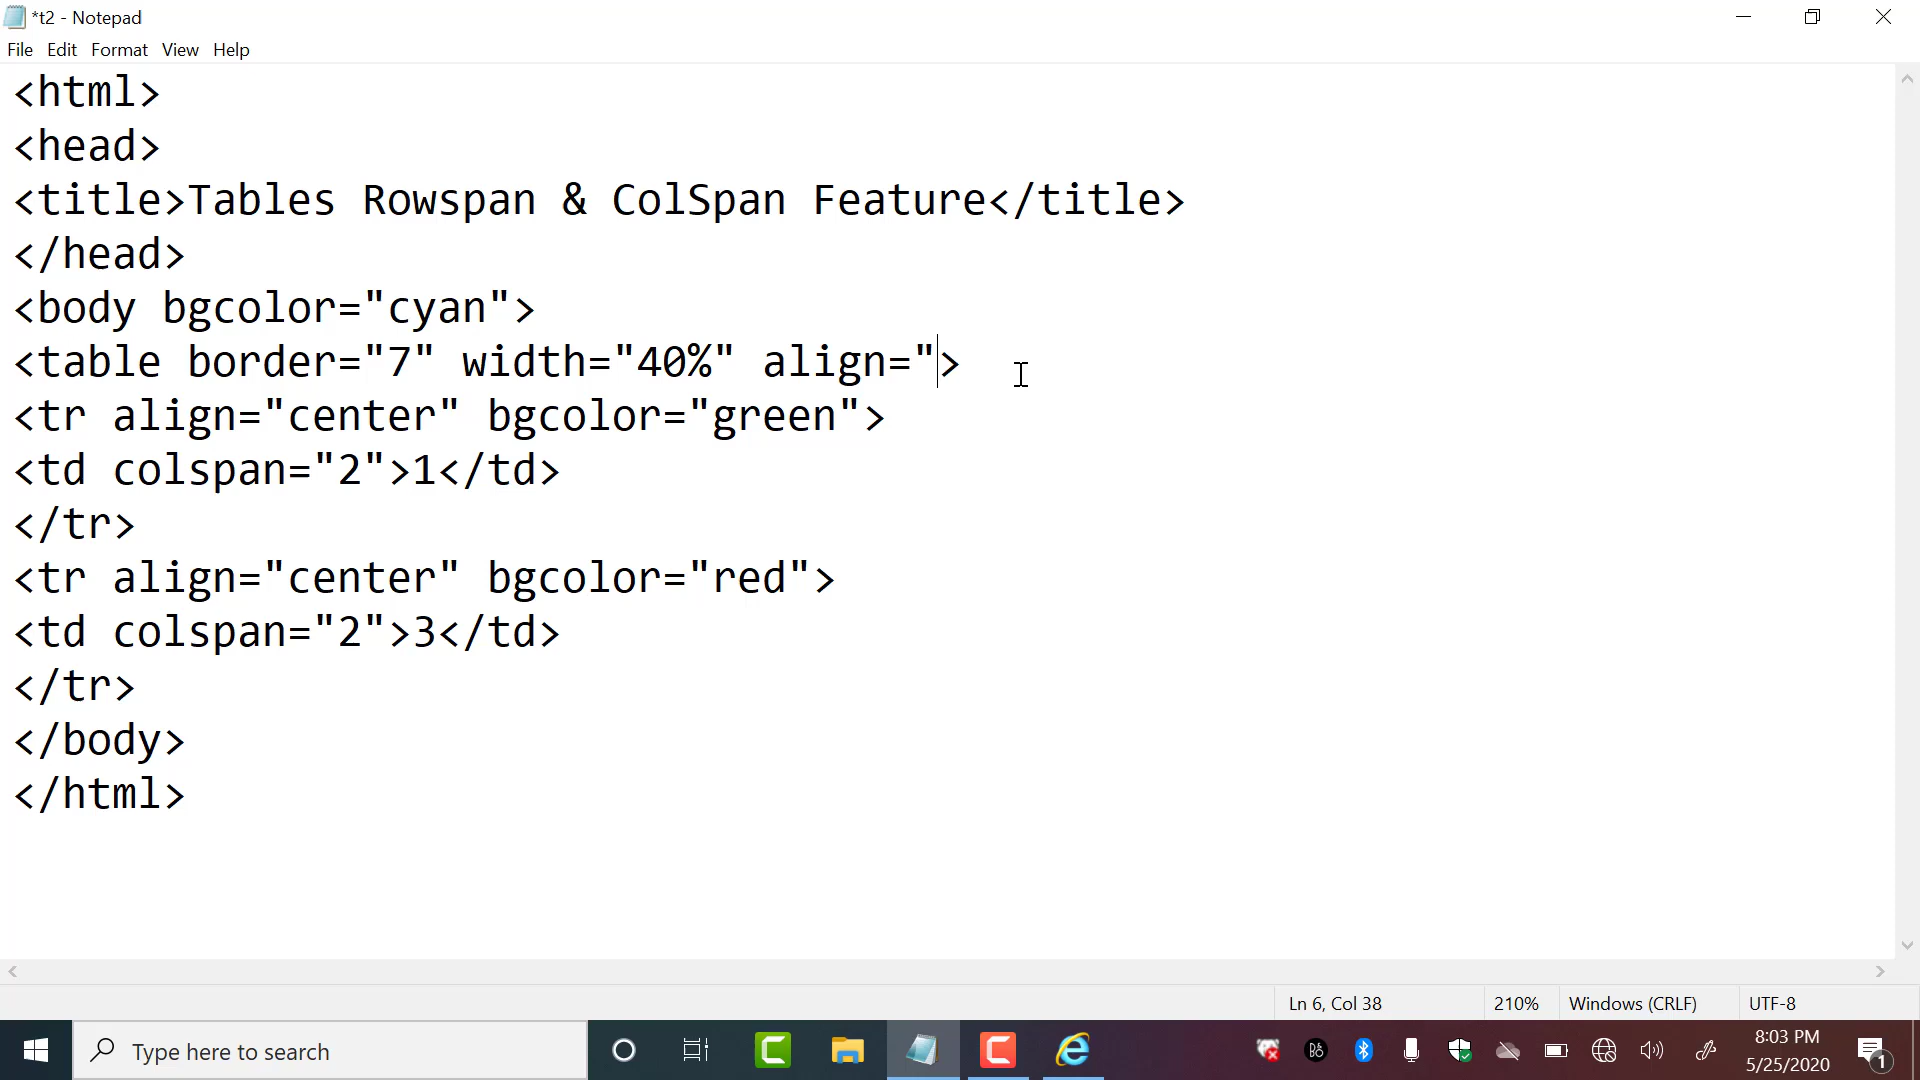 *t2 - Notepad
File Edit Format View Help
<html>
<head>
<title>Tables Rowspan & ColSpan Feature</title>
</head>
<body bgcolor="cyan">
<table border="7" width="40%" align=">
<tr align="center" bgcolor="green">
<td colspan="2">1</td>
</tr>
<tr align="center" bgcolor="red">
<td colspan="2">3</td>
</tr>
</body>
</html>
Ln 6, Col 38 210% Windows (CRLF) UTF-8
Type here to search
8:03 PM
5/25/2020
1